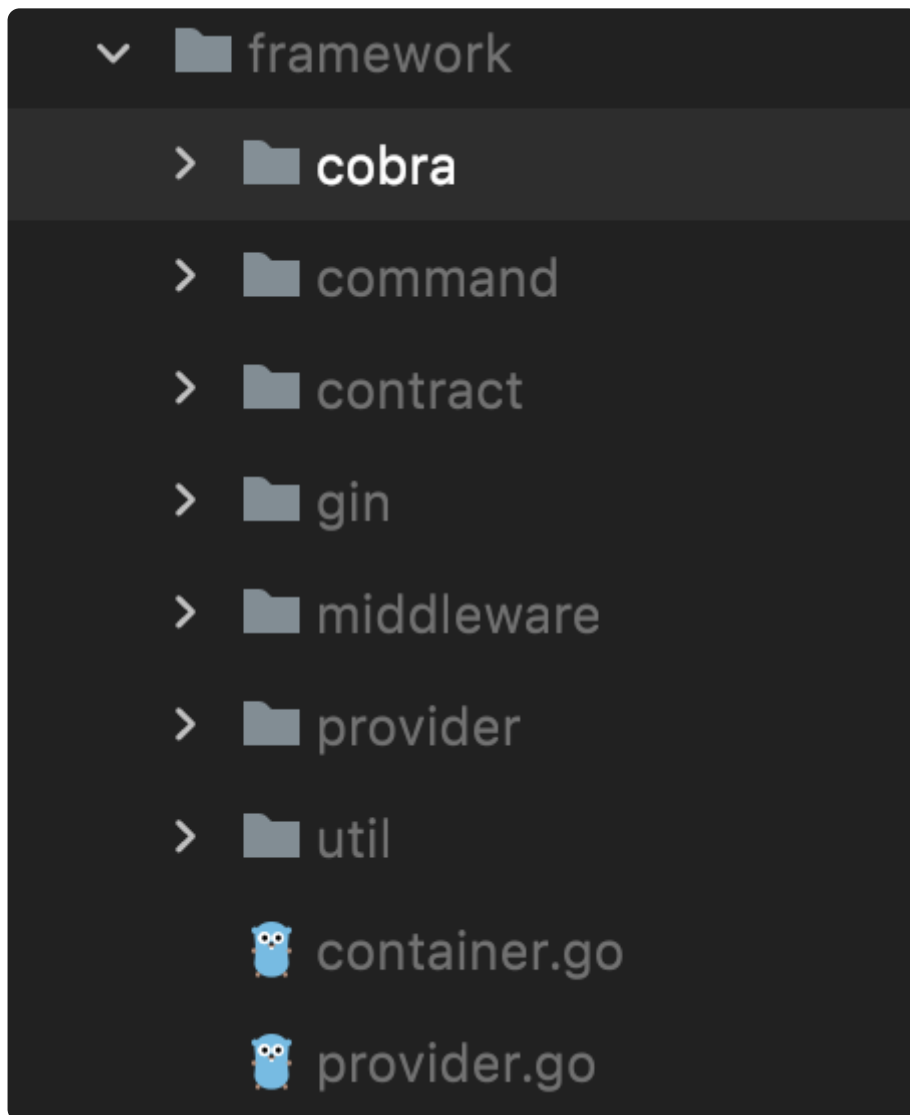 framework
cobra
command
contract
gin
middleware
provider
util
container.go
provider.go